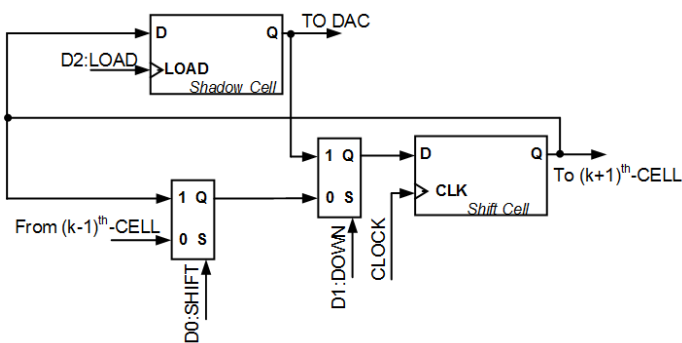 TO DAC
D Q
D2:LOAD
LOAD
Shadow Cell
1 Q
0 S
D Q
CLK
Shift Cell
To (k+1)th-CELL
1 Q
0 S
From (k-1)th-CELL
D0:SHIFT
D1:DOWN
CLOCK